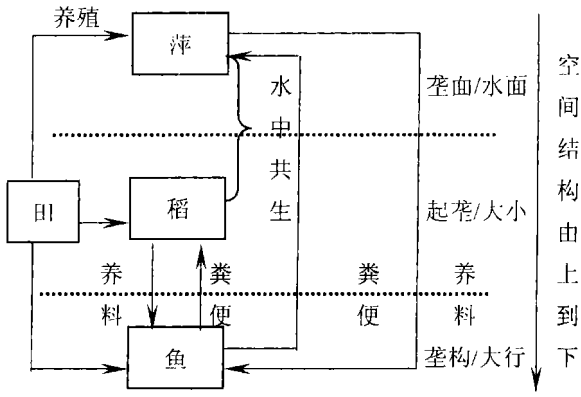 养殖
萍
水中共生
垄面/水面
空间结构由上到下
田
稻
起垄/大小
养料
粪便
粪便
养料
鱼
垄构/大行